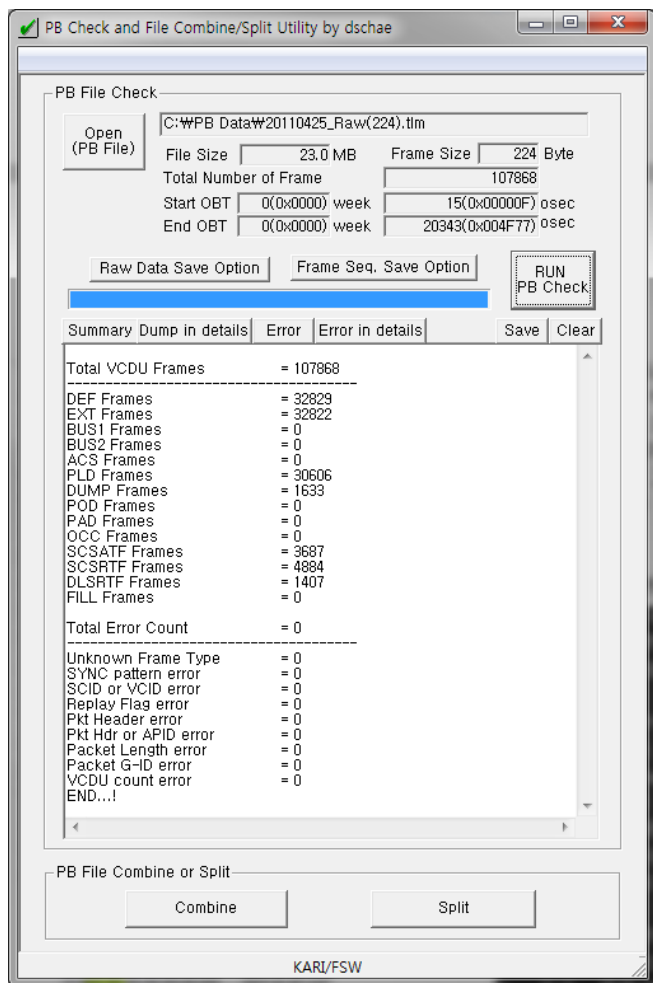 PB Check and File Combine/Split Utility by dschae
PB File Check
Open
(PB File)
C:₩PB Data₩20110425_Raw(224).tlm
File Size 23.0 MB Frame Size 224 Byte
Total Number of Frame 107868
Start OBT 0(0x0000) week 15(0x00000F) osec
End OBT 0(0x0000) week 20343(0x004F77) osec
Raw Data Save Option Frame Seq. Save Option
RUN
PB Check
Summary Dump in details Error Error in details Save Clear
Total VCDU Frames = 107868
----------------------------------------
DEF Frames = 32829
EXT Frames = 32822
BUS1 Frames = 0
BUS2 Frames = 0
ACS Frames = 0
PLD Frames = 30606
DUMP Frames = 1633
POD Frames = 0
PAD Frames = 0
OCC Frames = 0
SCSATF Frames = 3687
SCSRTF Frames = 4884
DLSRTF Frames = 1407
FILL Frames = 0
Total Error Count = 0
----------------------------------------
Unknown Frame Type = 0
SYNC pattern error = 0
SCID or VCID error = 0
Replay Flag error = 0
Pkt Header error = 0
Pkt Hdr or APID error = 0
Packet Length error = 0
Packet G-ID error = 0
VCDU count error = 0
END...!
PB File Combine or Split
Combine Split
KARI/FSW